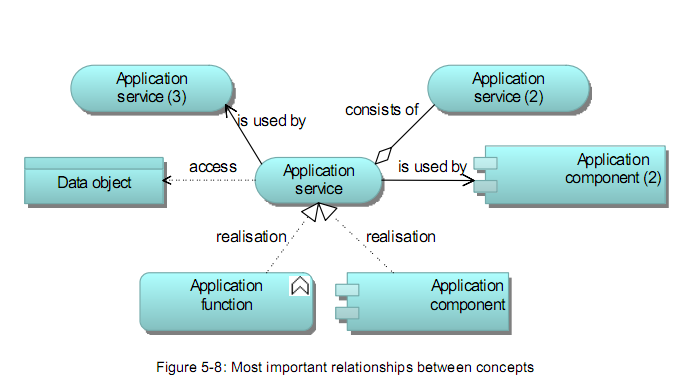 Application
service (3)
Application
service (2)
consists of
is used by
access
Application
service
is used by
Application
component (2)
Data object
realisation
realisation
Application
function
Application
component
Figure 5-8: Most important relationships between concepts